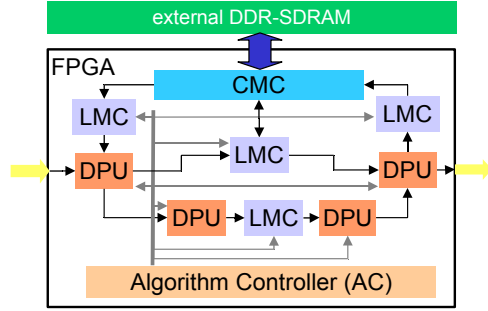 external DDR-SDRAM
FPGA
CMC
LMC
LMC
LMC
DPU
DPU
DPU
LMC
DPU
Algorithm Controller (AC)